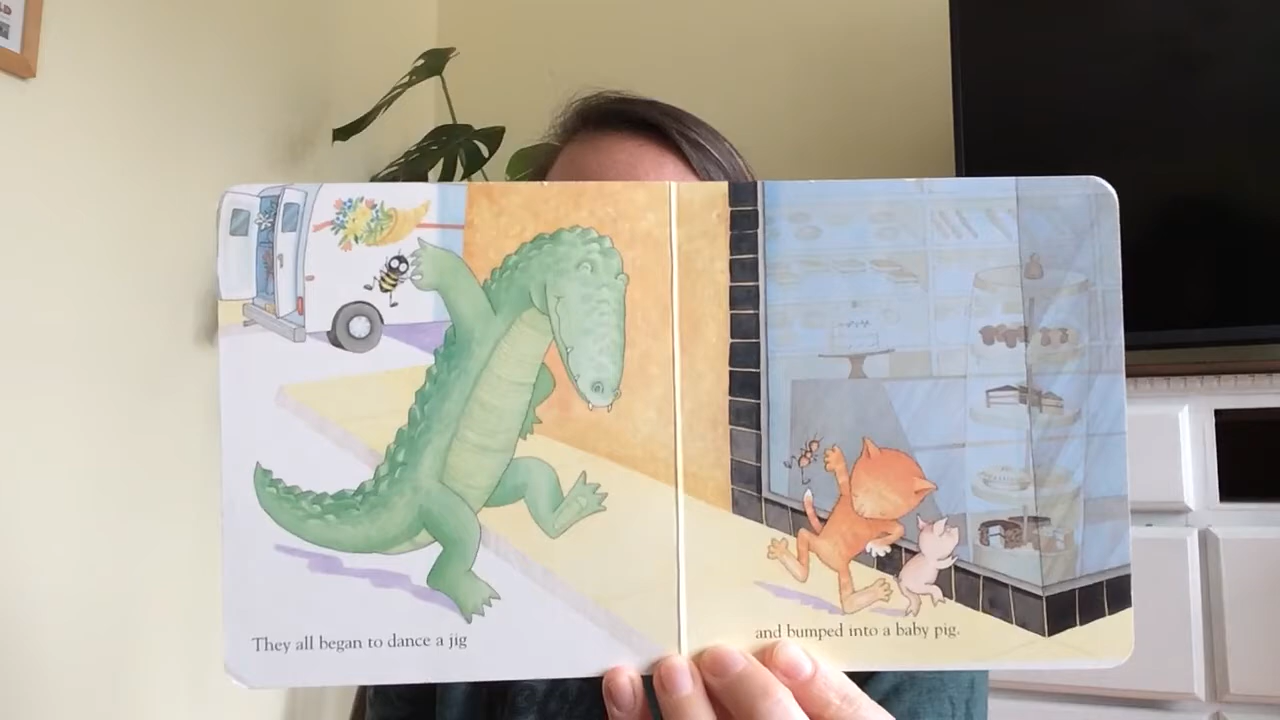 They all began to dance a jig
and bumped into a baby pig.